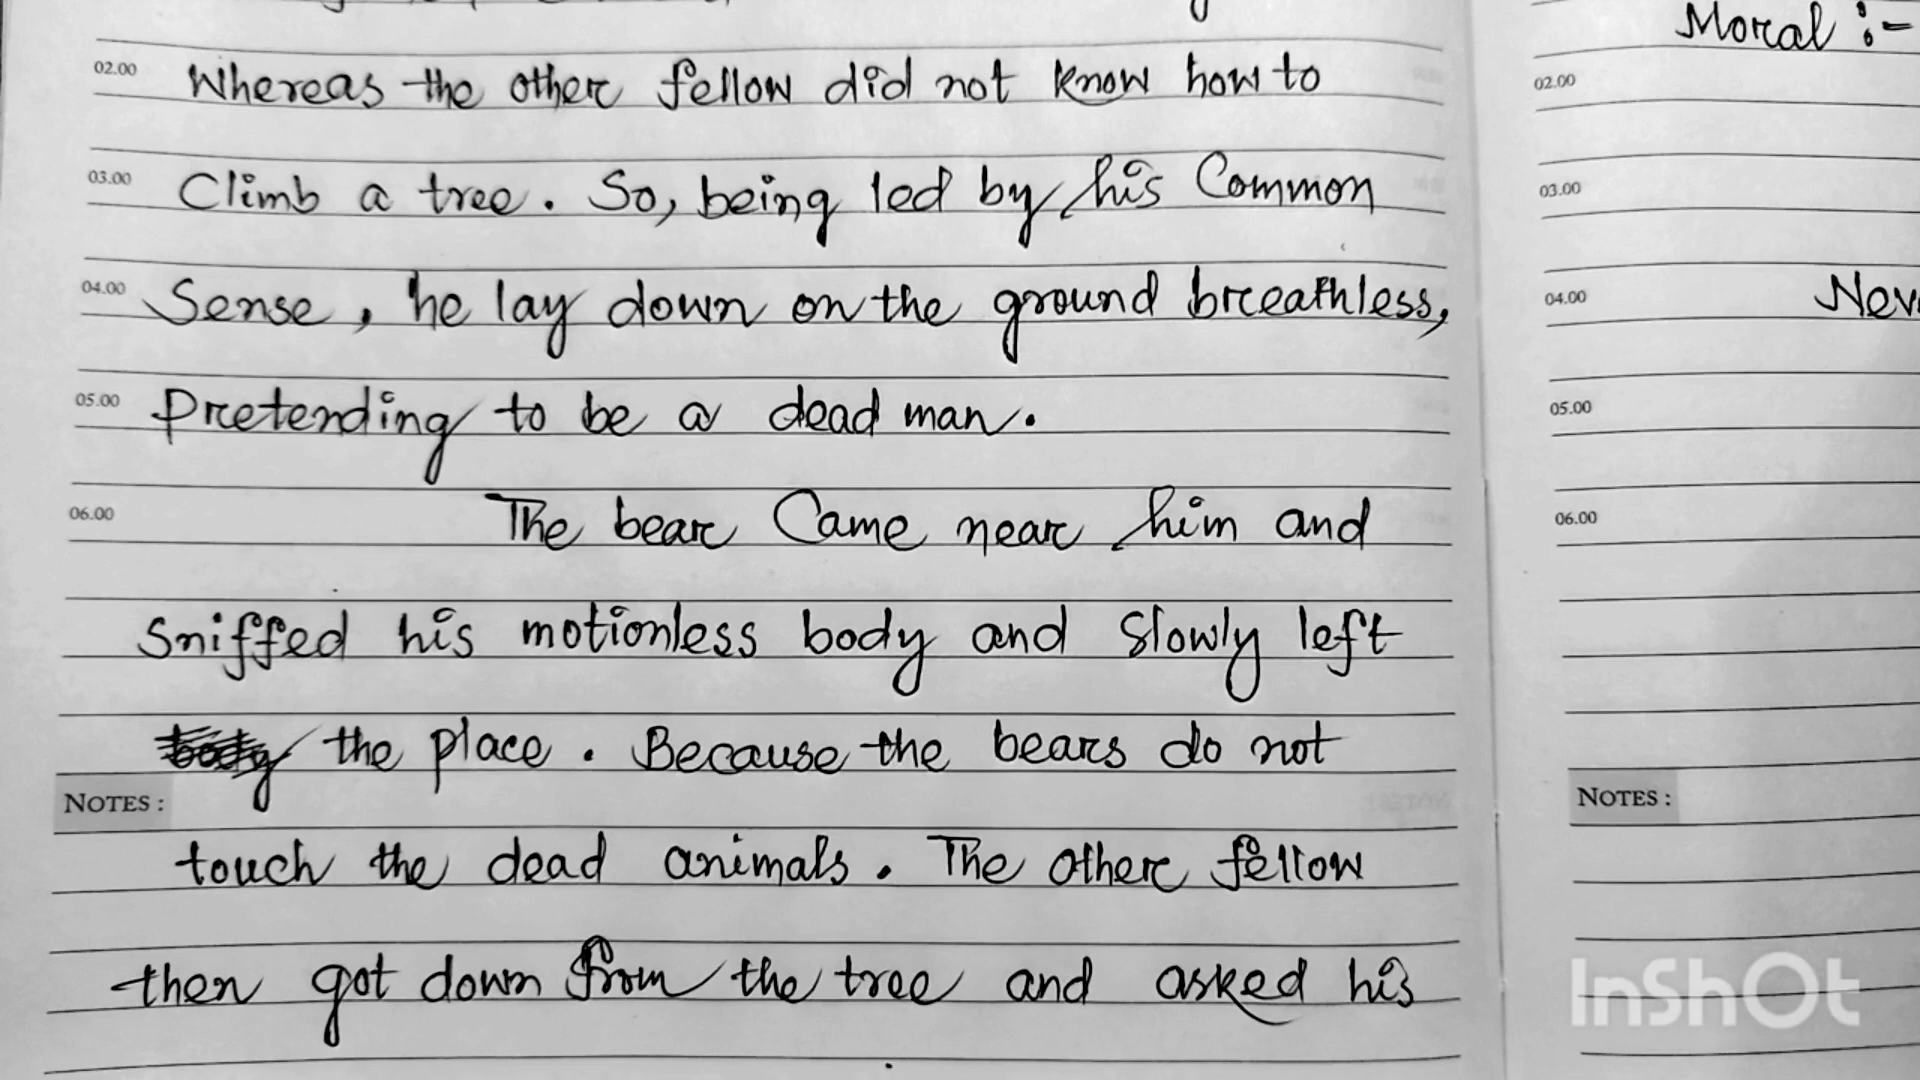 02.00 Whereas the other fellow did not know how to
03.00 Climb a tree. So, being led by his Common
04.00 Sense, he lay down on the ground breathless,
05.00 Pretending to be a dead man.
06.00 The bear Came near him and
Sniffed his motionless body and Slowly left
body the place. Because the bears do not
NOTES :
touch the dead animals. The Other fellow
then got down from the tree and asked his
Moral :-
02.00
03.00
04.00 Nev
05.00
06.00
NOTES :
InShOt